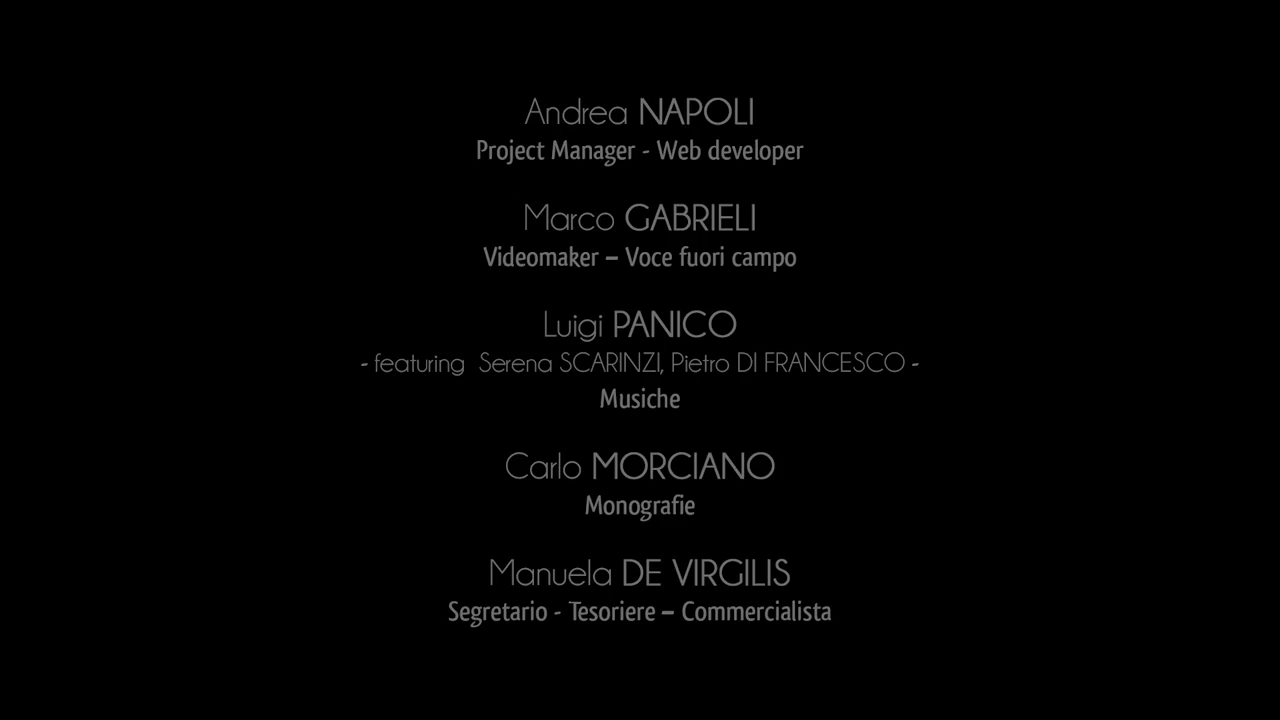 Andrea NAPOLI
Project Manager - Web developer
Marco GABRIELI
Videomaker – Voce fuori campo
Luigi PANICO
- featuring Serena SCARINZI, Pietro DI FRANCESCO -
Musiche
Carlo MORCIANO
Monografie
Manuela DE VIRGILIS
Segretario - Tesoriere – Commercialista